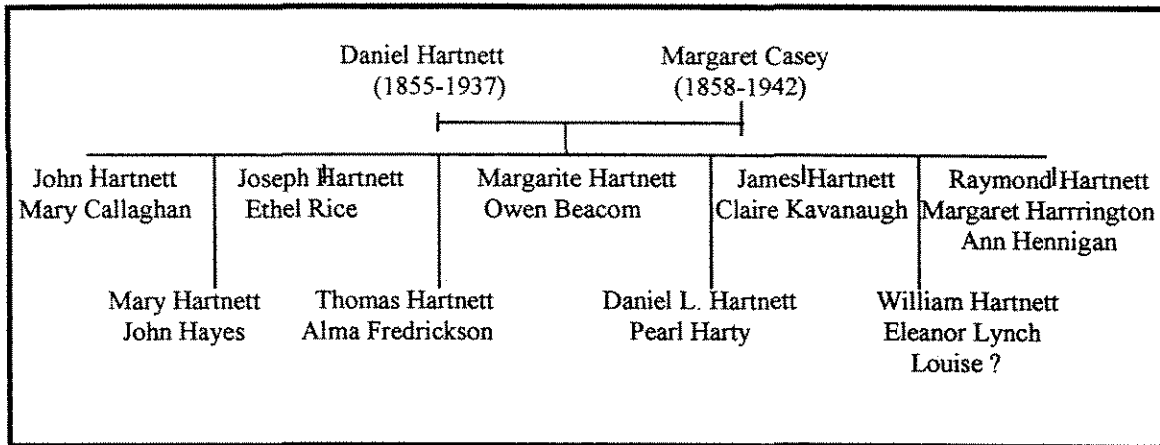 Daniel Hartnett Margaret Casey
(1855-1937) (1858-1942)
John Hartnett Joseph Hartnett Margarite Hartnett James Hartnett Raymond Hartnett
Mary Callaghan Ethel Rice Owen Beacom Claire Kavanaugh Margaret Harrrington
Ann Hennigan
Mary Hartnett Thomas Hartnett Daniel L. Hartnett William Hartnett
John Hayes Alma Fredrickson Pearl Harty Eleanor Lynch
Louise ?